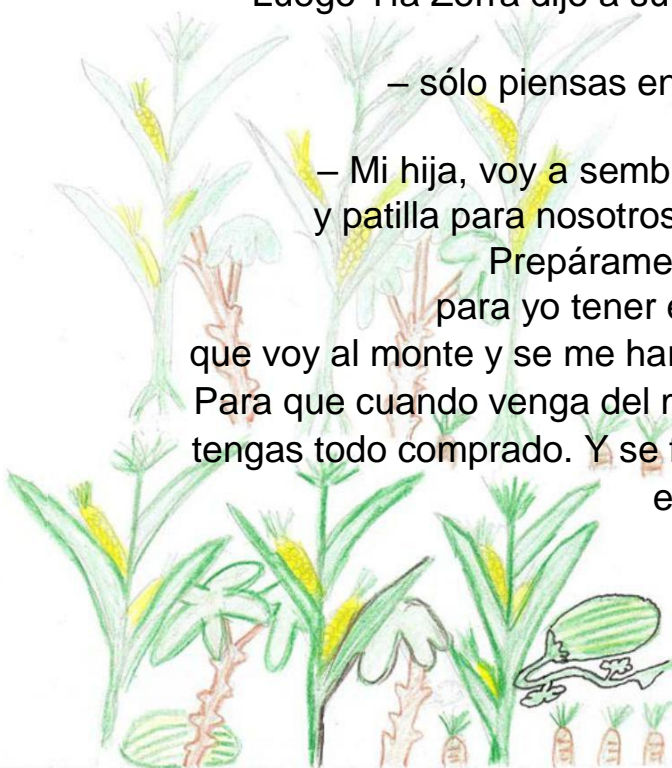 Luego Tía Zorra dijo a su
– sólo piensas en
– Mi hija, voy a semb
y patilla para nosotros
Prepárame
para yo tener
que voy al monte y se me
Para que cuando venga del
tengas todo comprado. Y se